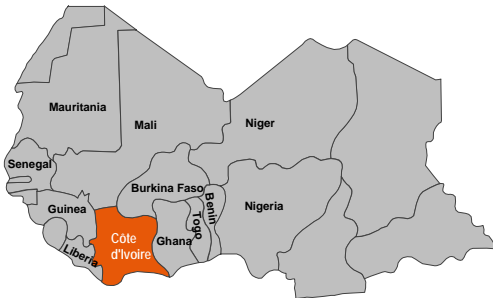 Mauritania
Mali
Niger
Senegal
Burkina Faso
Benin
Nigeria
Guinea
Togo
Côte
d'Ivoire
Ghana
Liberia